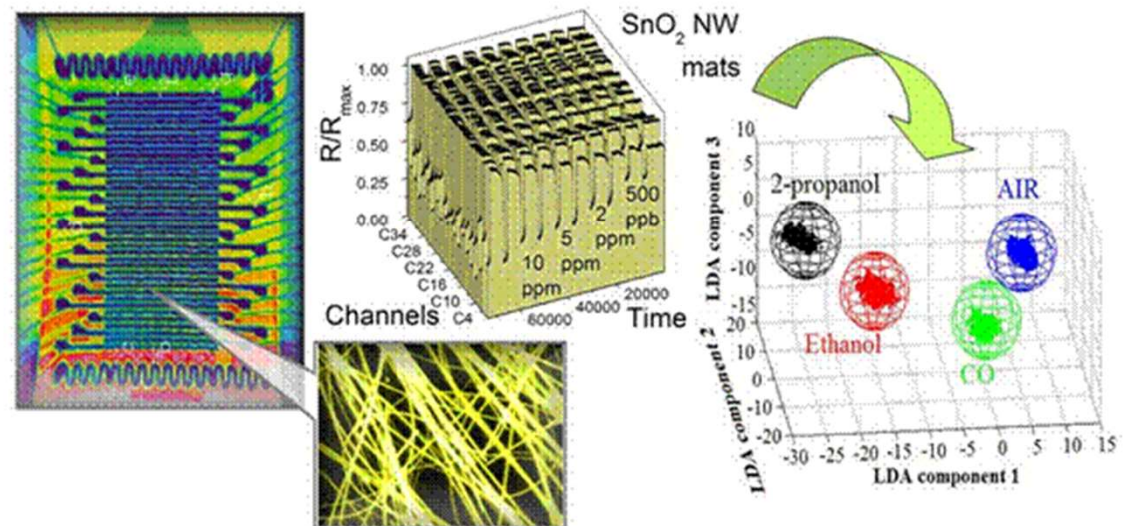 SnO2 NW
mats
R/Rmax
1.00
0.75
0.50
0.25
0.00
C34
C28
C22
C16
C10
C4
Channels
10
ppm
5
ppm
2
ppm
500
ppb
60000
40000
20000
Time
LDA component 3
10
5
0
-5
-10
-15
20
LDA component 2
10
0
-10
-20
-30 -25 -20 -15 -10 -5 0 5 10 15
LDA component 1
2-propanol
AIR
Ethanol
CO